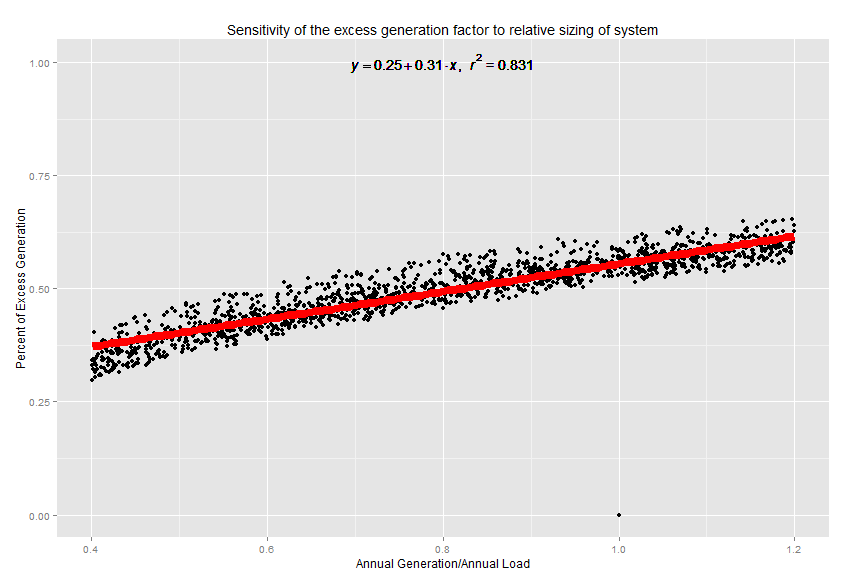 Sensitivity of the excess generation factor to relative sizing of system
y = 0.25 + 0.31 · x, r² = 0.831
1.00
0.75
0.50
0.25
0.00
Percent of Excess Generation
0.4 0.6 0.8 1.0 1.2
Annual Generation/Annual Load